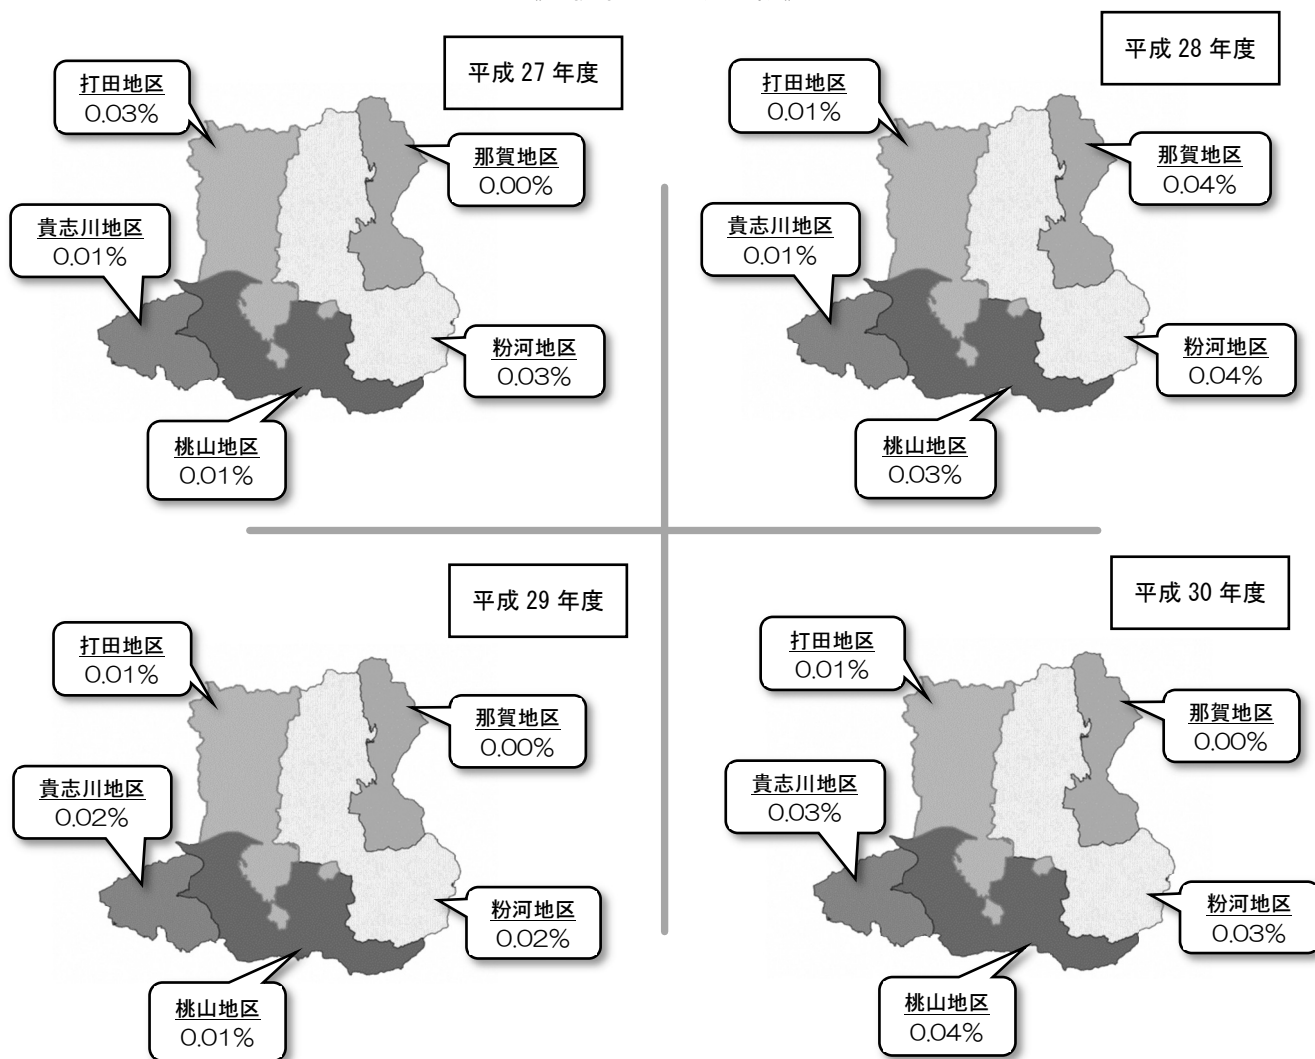 平成 27 年度
打田地区
0.03%
那賀地区
0.00%
貴志川地区
0.01%
粉河地区
0.03%
桃山地区
0.01%
平成 28 年度
打田地区
0.01%
那賀地区
0.04%
貴志川地区
0.01%
粉河地区
0.04%
桃山地区
0.03%
平成 29 年度
打田地区
0.01%
那賀地区
0.00%
貴志川地区
0.02%
粉河地区
0.02%
桃山地区
0.01%
平成 30 年度
打田地区
0.01%
那賀地区
0.00%
貴志川地区
0.03%
粉河地区
0.03%
桃山地区
0.04%